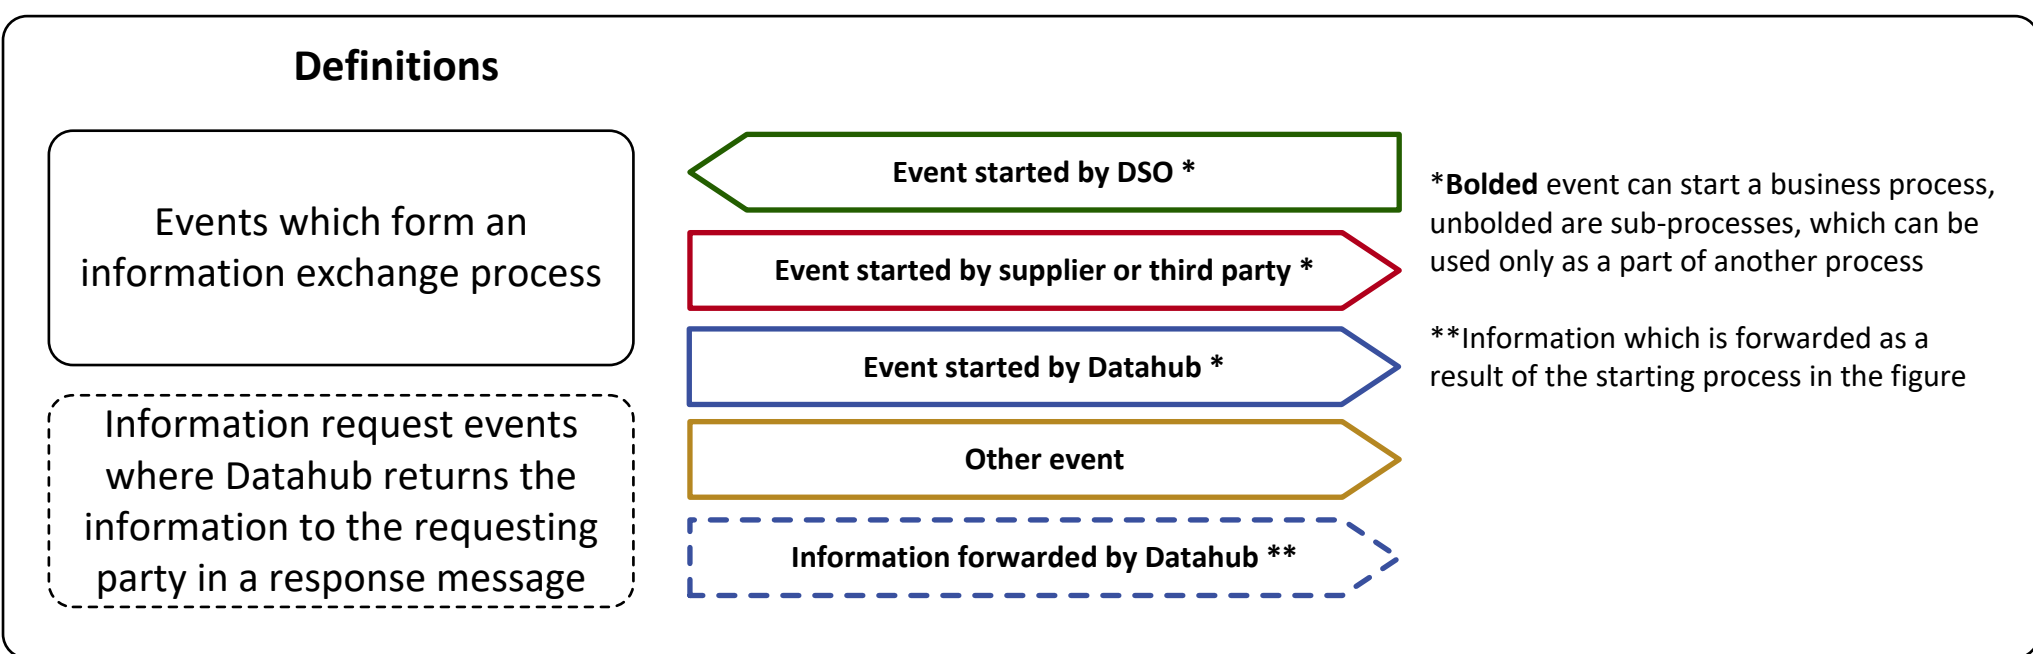 Definitions
Events which form an
information exchange process
Information request events
where Datahub returns the
information to the requesting
party in a response message
Event started by DSO *
Event started by supplier or third party *
Event started by Datahub *
Other event
Information forwarded by Datahub **
*Bolded event can start a business process,
unbolded are sub-processes, which can be
used only as a part of another process
**Information which is forwarded as a
result of the starting process in the figure